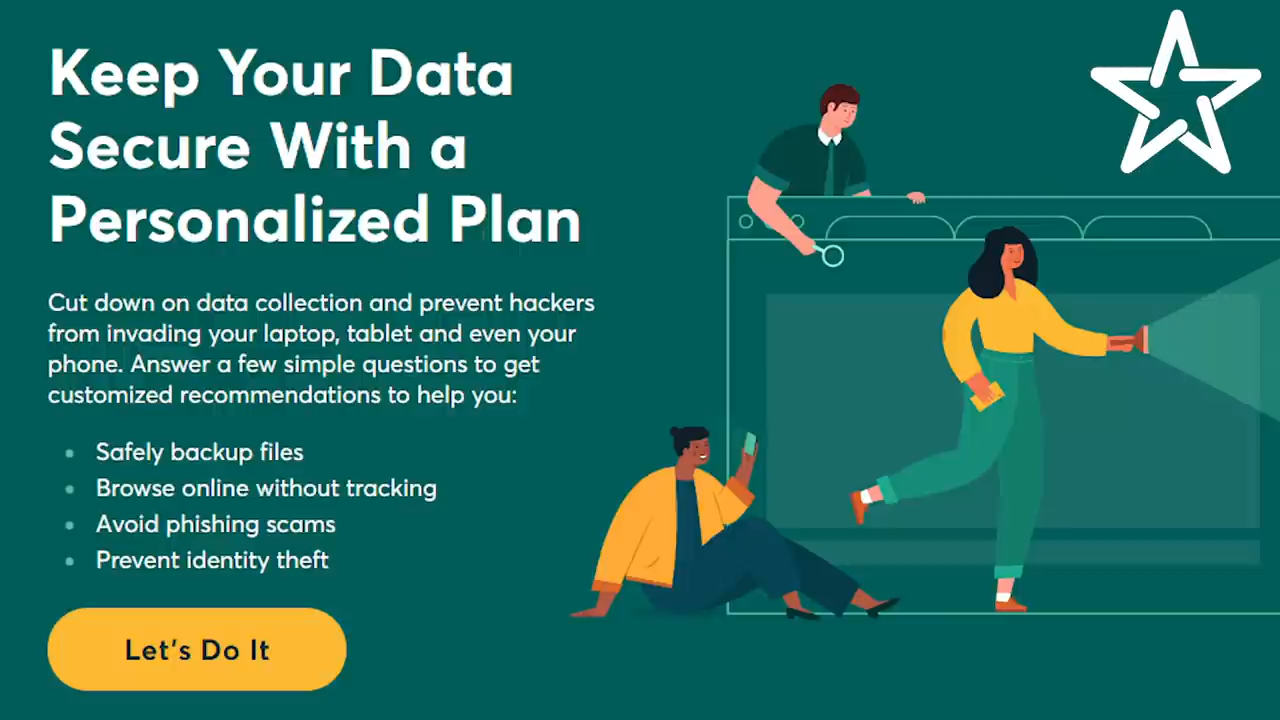 Keep Your Data
Secure With a
Personalized Plan
Cut down on data collection and prevent hackers
from invading your laptop, tablet and even your
phone. Answer a few simple questions to get
customized recommendations to help you:
Safely backup files
Browse online without tracking
Avoid phishing scams
Prevent identity theft
Let's Do It